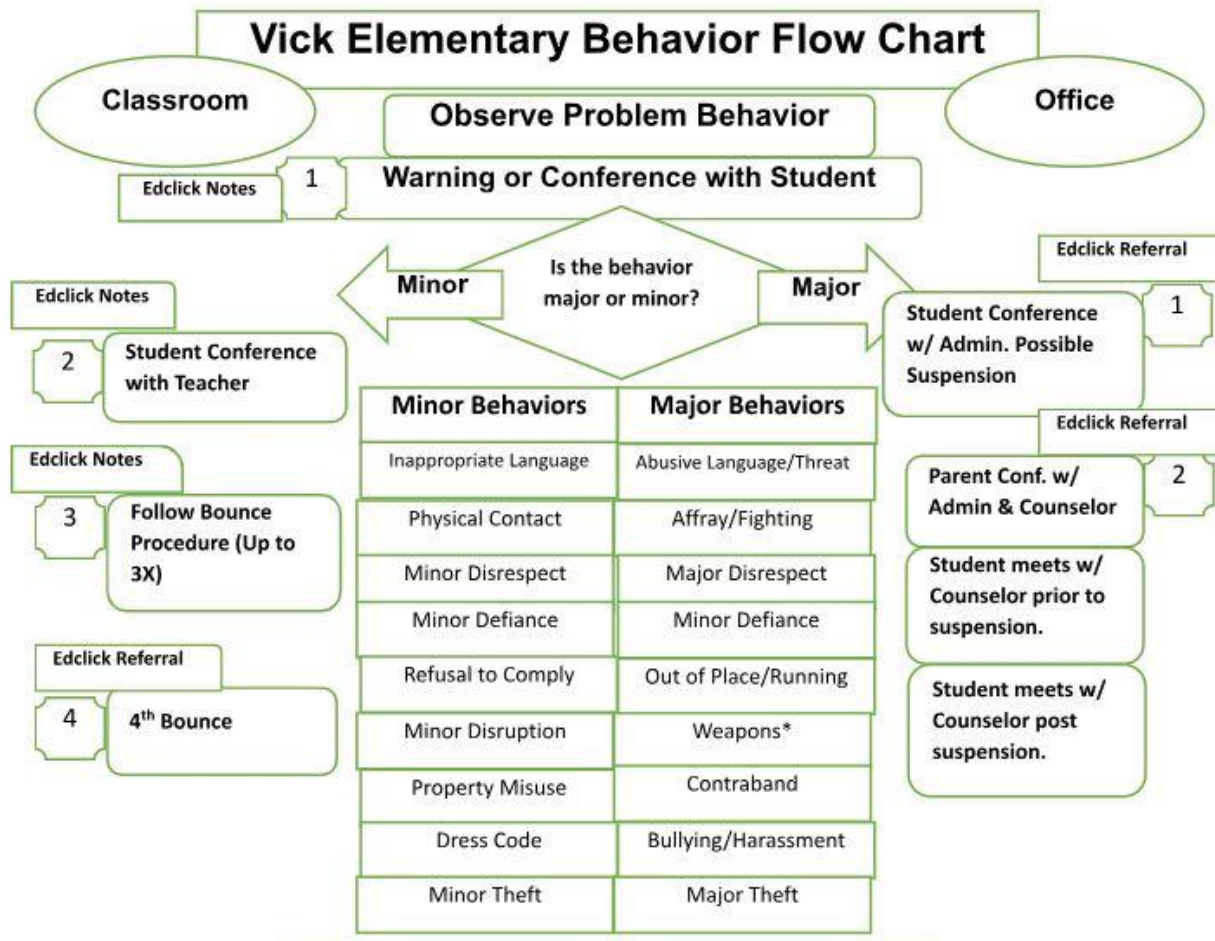 Vick Elementary Behavior Flow Chart
Classroom
Office
Observe Problem Behavior
Edclick Notes
1
Warning or Conference with Student
Is the behavior
major or minor?
Minor
Major
Edclick Notes
2
Student Conference
with Teacher
Edclick Notes
3
Follow Bounce
Procedure (Up to
3X)
Edclick Referral
4
4th Bounce
Minor Behaviors
Major Behaviors
Inappropriate Language
Abusive Language/Threat
Physical Contact
Affray/Fighting
Minor Disrespect
Major Disrespect
Minor Defiance
Minor Defiance
Refusal to Comply
Out of Place/Running
Minor Disruption
Weapons*
Property Misuse
Contraband
Dress Code
Bullying/Harassment
Minor Theft
Major Theft
Edclick Referral
1
Student Conference
w/ Admin. Possible
Suspension
Edclick Referral
2
Parent Conf. w/
Admin & Counselor
Student meets w/
Counselor prior to
suspension.
Student meets w/
Counselor post
suspension.